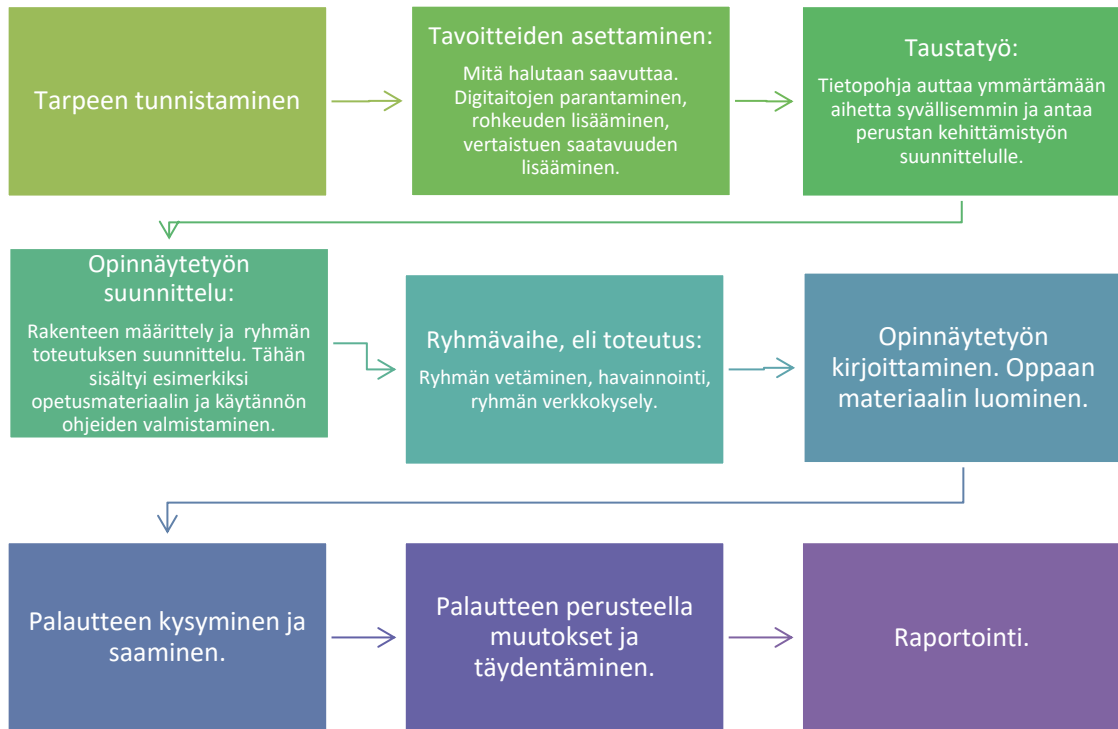 Tarpeen tunnistaminen
Tavoitteiden asettaminen:
Mitä halutaan saavuttaa.
Digitaitojen parantaminen,
rohkeuden lisääminen,
vertaistuen saatavuuden
lisääminen.
Taustatyö:
Tietopohja auttaa ymmärtämään
aihetta syvällisemmin ja antaa
perustan kehittämistyön
suunnittelulle.
Opinnäytetyön
suunnittelu:
Rakenteen määrittely ja ryhmän
toteutuksen suunnittelu. Tähän
sisältyi esimerkiksi
opetusmateriaalin ja käytännön
ohjeiden valmistaminen.
Ryhmävaihe, eli toteutus:
Ryhmän vetäminen, havainnointi,
ryhmän verkkokysely.
Opinnäytetyön
kirjoittaminen. Oppaan
materiaalin luominen.
Palautteen kysyminen ja
saaminen.
Palautteen perusteella
muutokset ja
täydentäminen.
Raportointi.